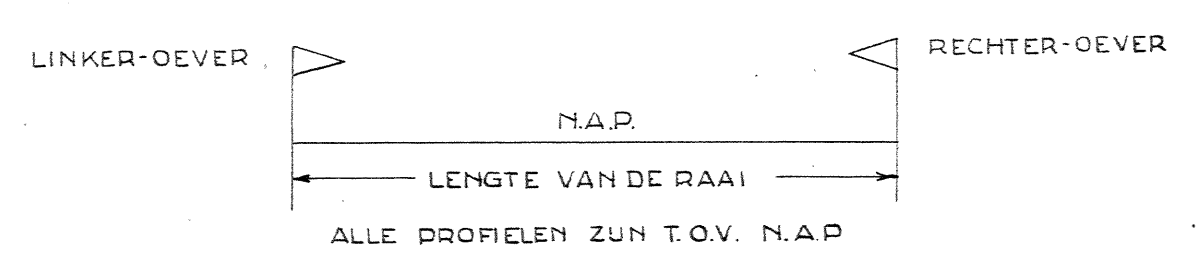 LINKER-OEVER
RECHTER-OEVER
N.A.P.
LENGTE VAN DE RAAI
ALLE PROFIELEN ZIJN T.O.V. N.A.P